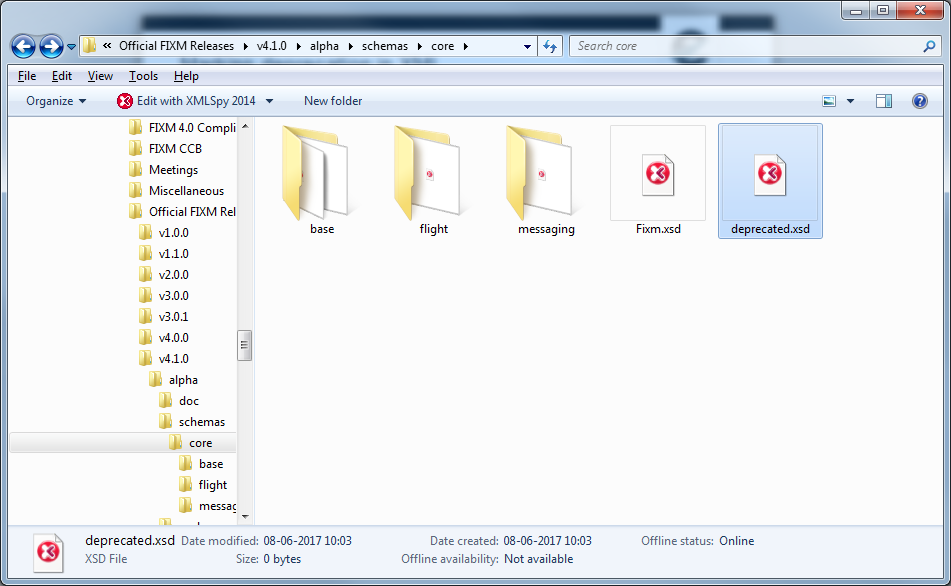 « Official FIXM Releases v4.1.0 alpha schemas core
Search core
File Edit View Tools Help
Organize Edit with XMLSpy 2014 New folder
FIXM 4.0 Compli
FIXM CCB
Meetings
Miscellaneous
Official FIXM Rel
v1.0.0
v1.1.0
v2.0.0
v3.0.0
v3.0.1
v4.0.0
v4.1.0
alpha
doc
schemas
core
base
flight
messag
base
flight
messaging
Fixm.xsd
deprecated.xsd
deprecated.xsd Date modified: 08-06-2017 10:03 Date created: 08-06-2017 10:03 Offline status: Online
XSD File Size: 0 bytes Offline availability: Not available